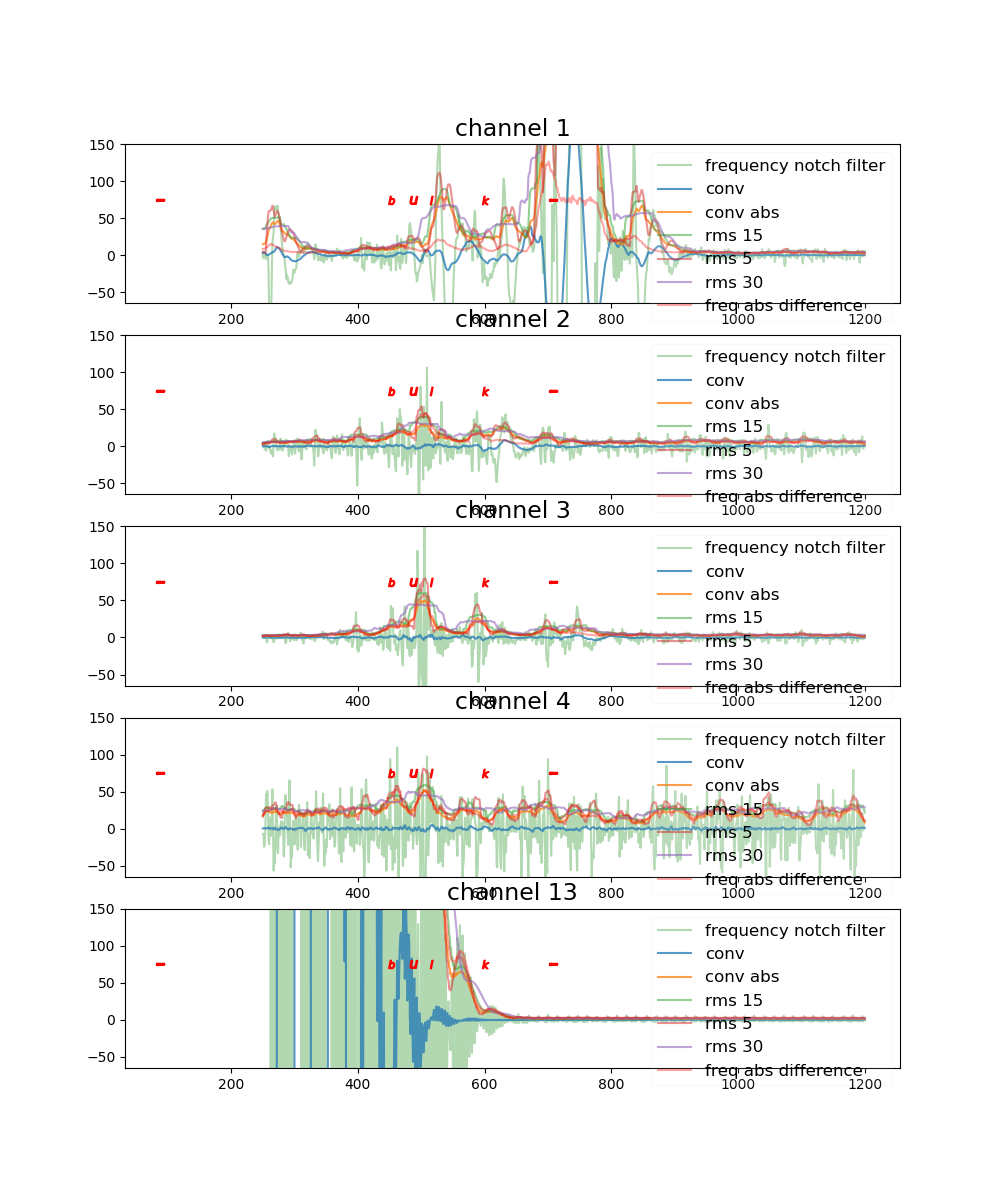 channel 1
150
100
50
0
−50
- b U l k -
frequency notch filter
conv
conv abs
rms 15
rms 5
rms 30
freq abs difference
200 400 600 800 1000 1200
channel 2
150
100
50
0
−50
- b U l k -
frequency notch filter
conv
conv abs
rms 15
rms 5
rms 30
freq abs difference
200 400 600 800 1000 1200
channel 3
150
100
50
0
−50
- b U l k -
frequency notch filter
conv
conv abs
rms 15
rms 5
rms 30
freq abs difference
200 400 600 800 1000 1200
channel 4
150
100
50
0
−50
- b U l k -
frequency notch filter
conv
conv abs
rms 15
rms 5
rms 30
freq abs difference
200 400 600 800 1000 1200
channel 13
150
100
50
0
−50
- b U l k -
frequency notch filter
conv
conv abs
rms 15
rms 5
rms 30
freq abs difference
200 400 600 800 1000 1200